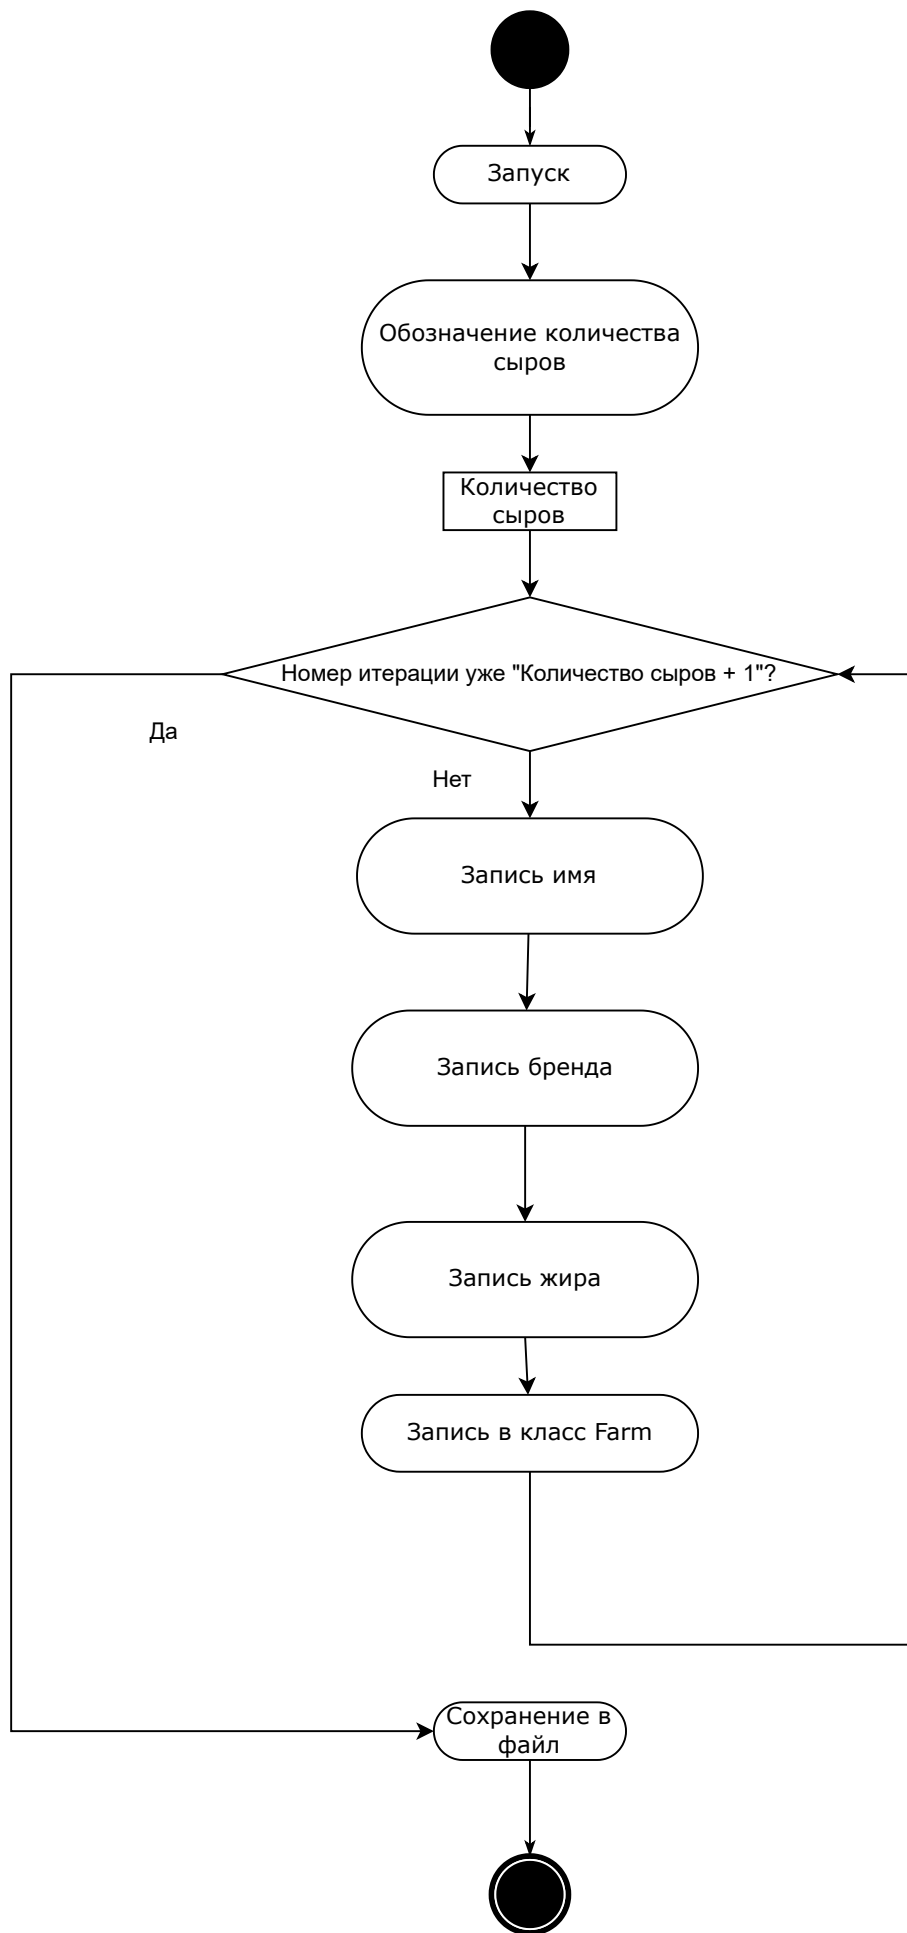 Запуск
Обозначение количества
сыров
Количество
сыров
Номер итерации уже "Количество сыров + 1"?
Да
Нет
Запись имя
Запись бренда
Запись жира
Запись в класс Farm
Сохранение в
файл